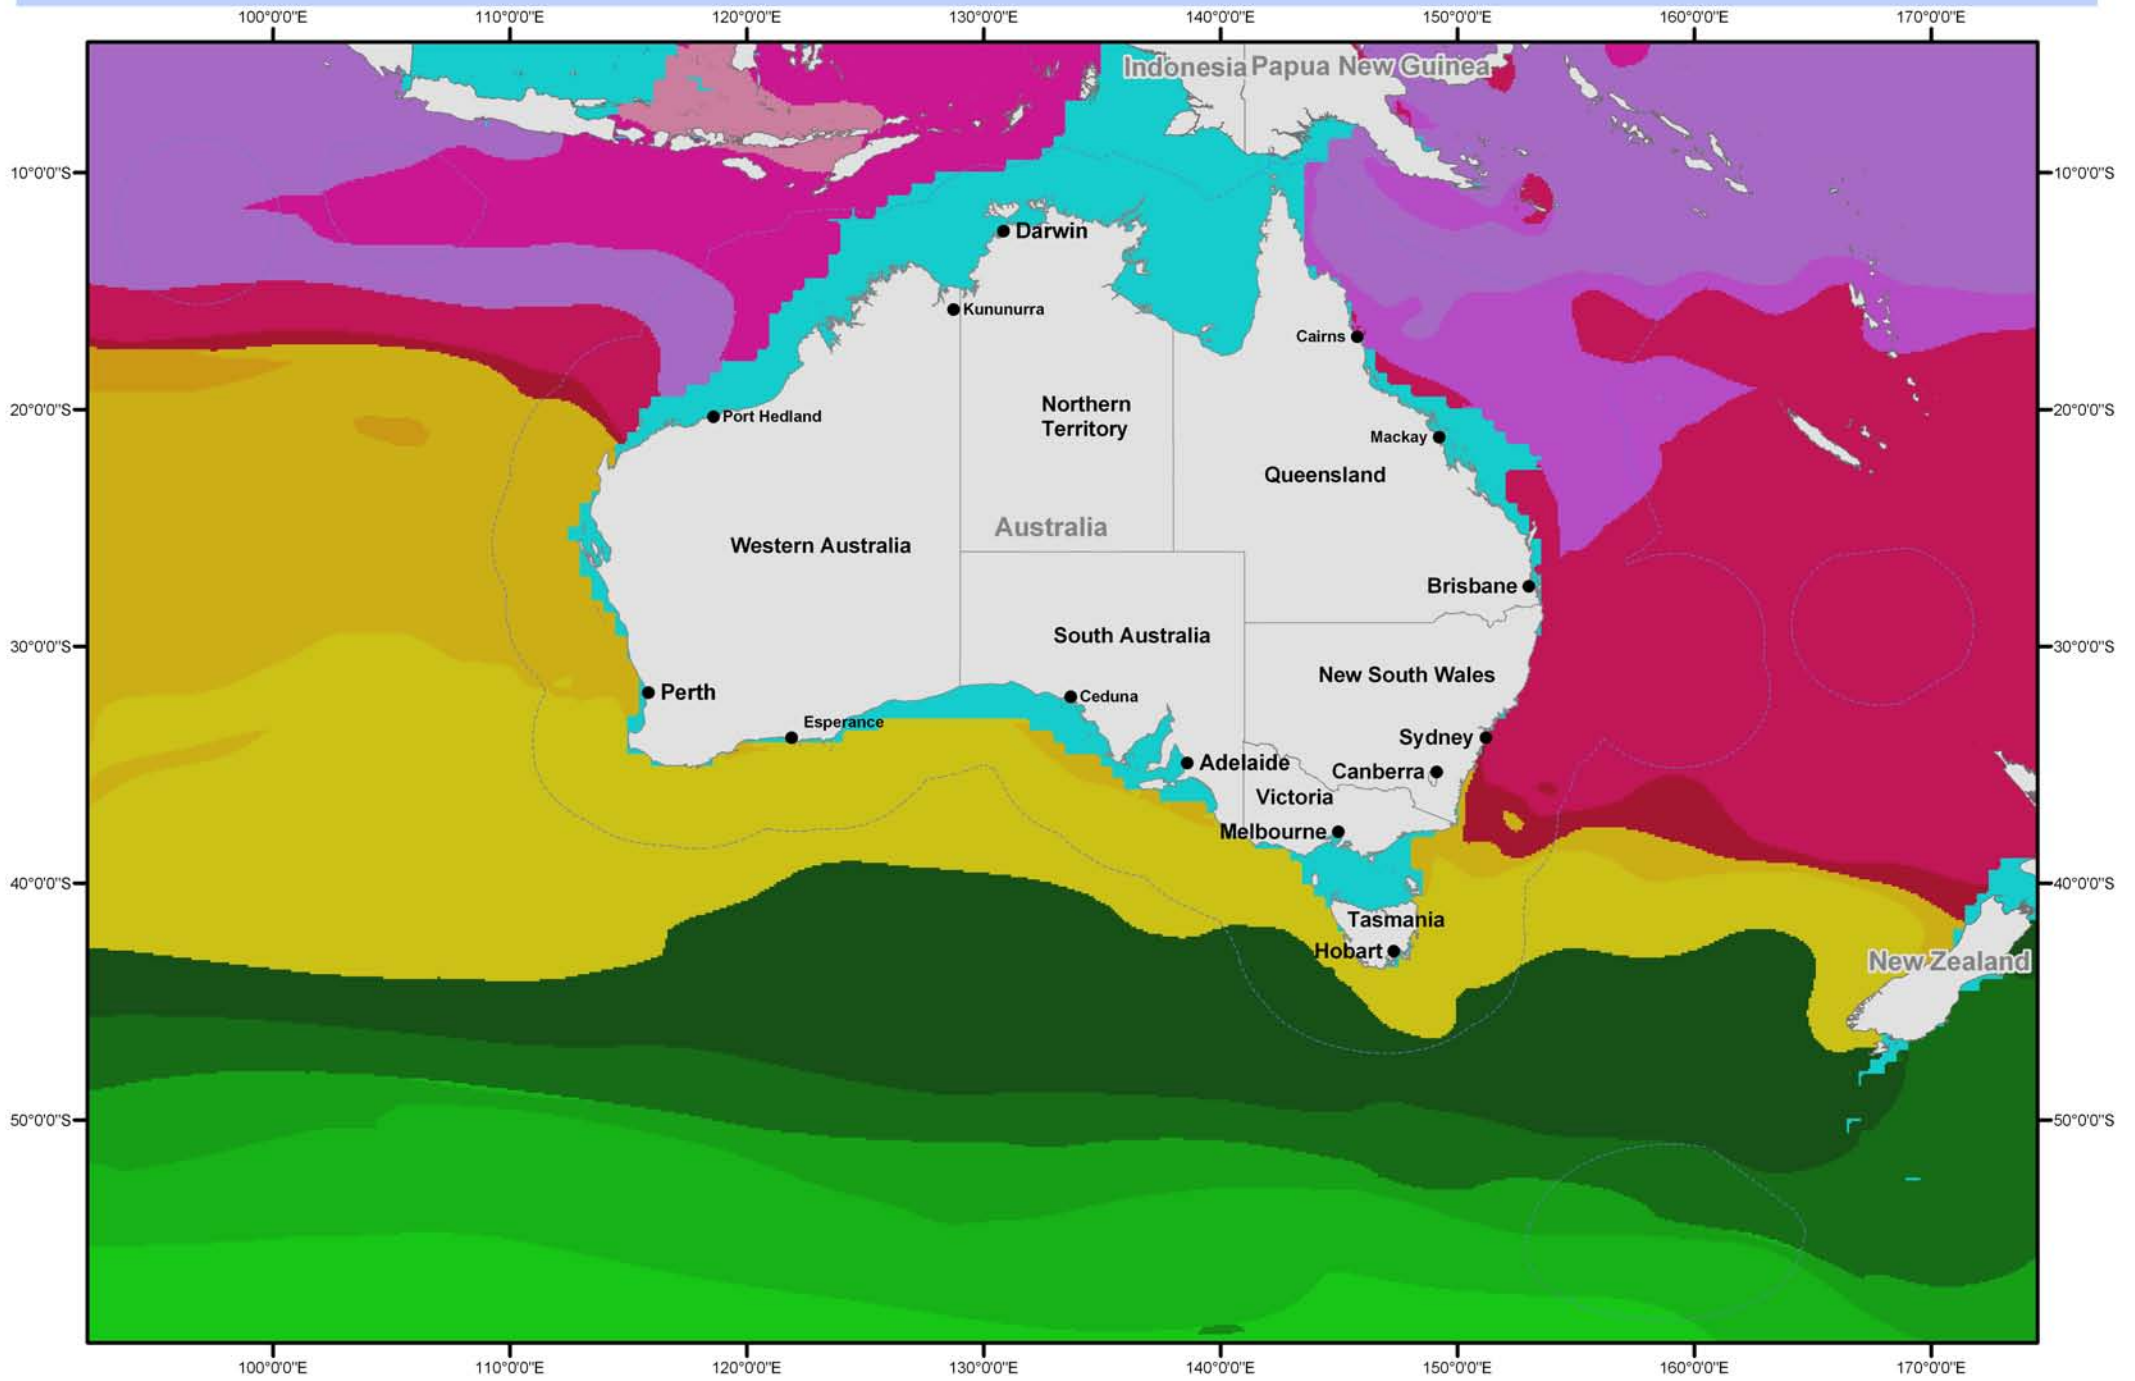 100°0'0"E 110°0'0"E 120°0'0"E 130°0'0"E 140°0'0"E 150°0'0"E 160°0'0"E 170°0'0"E
Indonesia Papua New Guinea
10°0'0"S 10°0'0"S
Darwin
Kununurra
Cairns
20°0'0"S 20°0'0"S
Port Hedland
Northern
Territory
Mackay
Queensland
Australia
Western Australia
Brisbane
South Australia
30°0'0"S 30°0'0"S
New South Wales
Perth
Ceduna
Esperance
Sydney
Adelaide
Canberra
Victoria
Melbourne
40°0'0"S 40°0'0"S
Tasmania
Hobart
New Zealand
50°0'0"S 50°0'0"S
100°0'0"E 110°0'0"E 120°0'0"E 130°0'0"E 140°0'0"E 150°0'0"E 160°0'0"E 170°0'0"E